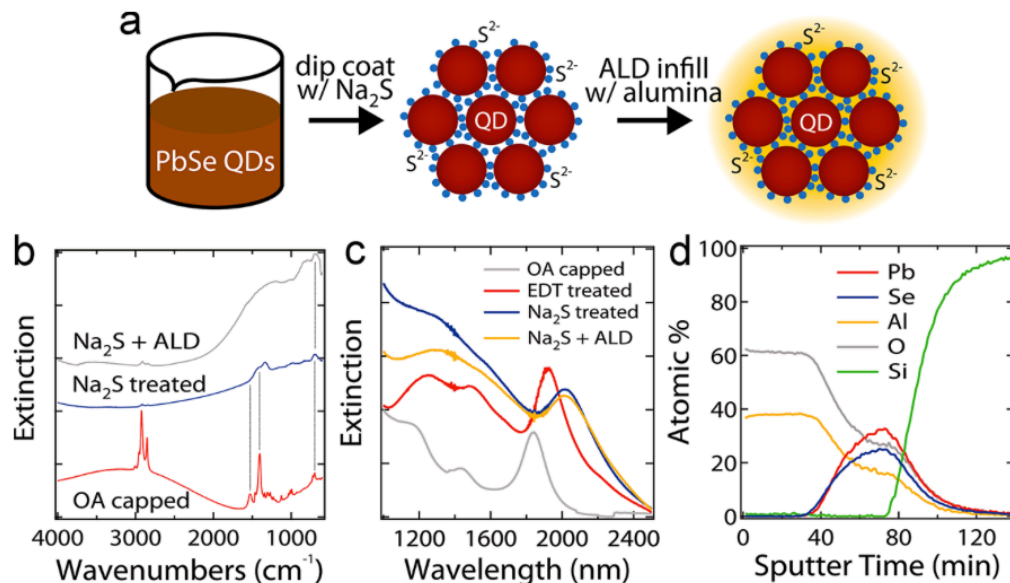 a
PbSe QDs
dip coat
w/ Na₂S
S²⁻
S²⁻
QD
S²⁻
S²⁻
ALD infill
w/ alumina
S²⁻
S²⁻
QD
S²⁻
S²⁻
b
Extinction
Na₂S + ALD
Na₂S treated
OA capped
4000 3000 2000 1000
Wavenumbers (cm⁻¹)
c
Extinction
OA capped
EDT treated
Na₂S treated
Na₂S + ALD
1200 1600 2000 2400
Wavelength (nm)
d
Atomic %
100
80
60
40
20
0
Pb
Se
Al
O
Si
0 40 80 120
Sputter Time (min)